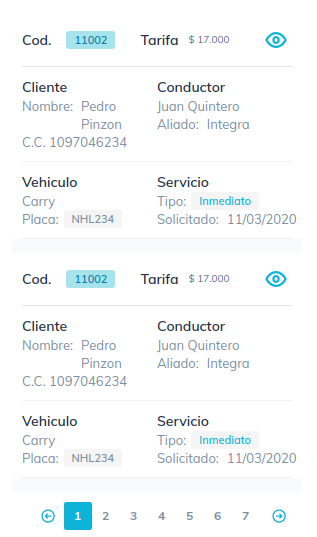 Cod. 11002 Tarifa $ 17.000
Cliente Conductor
Nombre: Pedro Juan Quintero
Pinzon Aliado: Integra
C.C. 1097046234
Vehiculo Servicio
Carry Tipo: Inmediato
Placa: NHL234 Solicitado: 11/03/2020
Cod. 11002 Tarifa $ 17.000
Cliente Conductor
Nombre: Pedro Juan Quintero
Pinzon Aliado: Integra
C.C. 1097046234
Vehiculo Servicio
Carry Tipo: Inmediato
Placa: NHL234 Solicitado: 11/03/2020
1 2 3 4 5 6 7